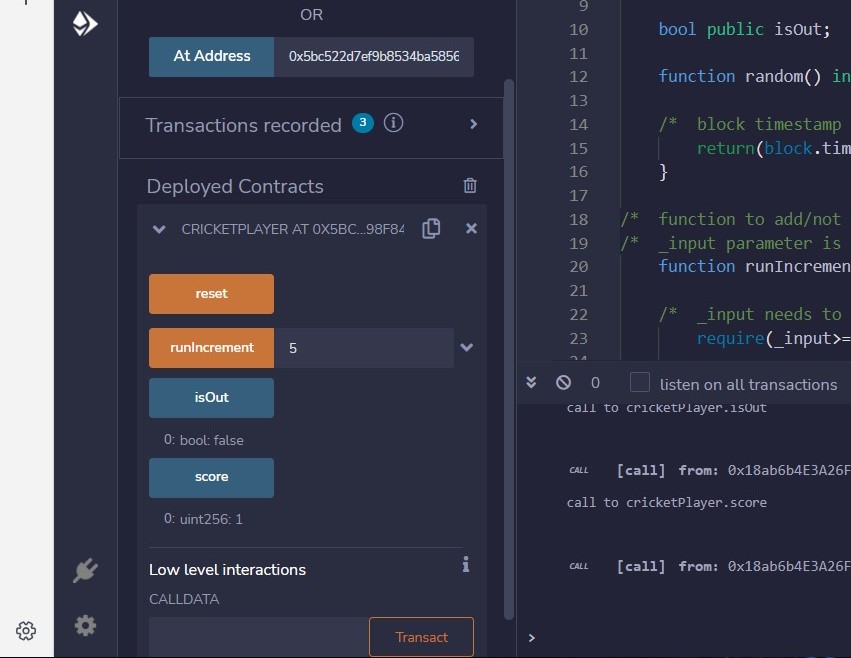 OR
At Address 0x5bc522d7ef9b8534ba5856
Transactions recorded 3 i
Deployed Contracts
CRICKETPLAYER AT 0X5BC...98F84
reset
runIncrement 5
isOut
0: bool: false
score
0: uint256: 1
Low level interactions i
CALLDATA
Transact
9
10 bool public isOut;
11
12 function random() in
13
14 /* block timestamp
15 return(block.tim
16 }
17
18 /* function to add/not
19 /* _input parameter is
20 function runIncremen
21
22 /* _input needs to
23 require(_input>=
0 listen on all transactions
call to cricketPlayer.isOut
CALL [call] from: 0x18ab6b4E3A26F
call to cricketPlayer.score
CALL [call] from: 0x18ab6b4E3A26F
>